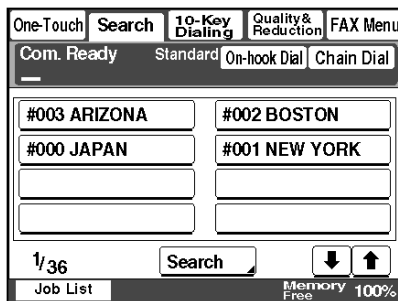 One-Touch Search 10-Key Dialing Quality& Reduction FAX Menu
Com. Ready Standard On-hook Dial Chain Dial
#003 ARIZONA #002 BOSTON
#000 JAPAN #001 NEW YORK
1/36 Search
Job List Memory Free 100%